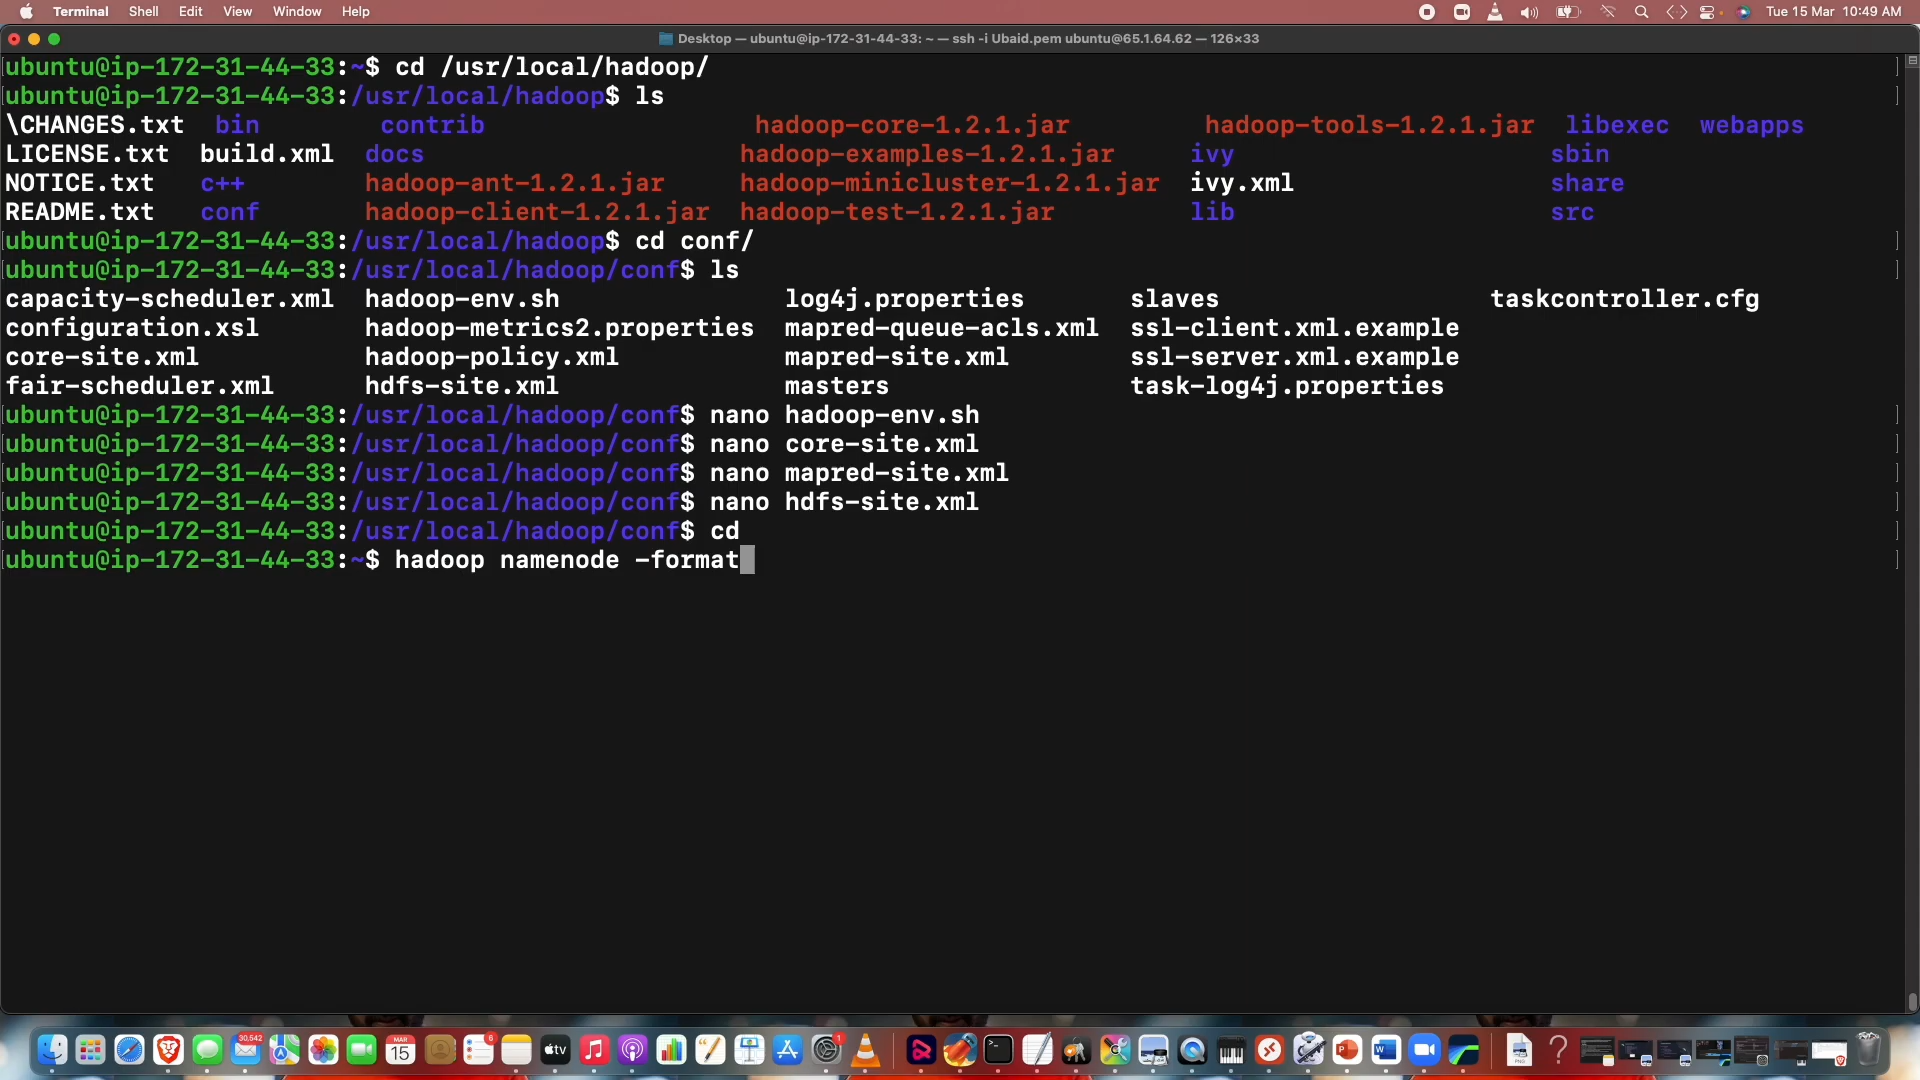 Terminal Shell Edit View Window Help Tue 15 Mar 10:49 AM
Desktop — ubuntu@ip-172-31-44-33: ~ — ssh -i Ubaid.pem ubuntu@65.1.64.62 — 126×33
[ubuntu@ip-172-31-44-33:~$ cd /usr/local/hadoop/ ]
[ubuntu@ip-172-31-44-33:/usr/local/hadoop$ ls ]
\CHANGES.txt bin contrib hadoop-core-1.2.1.jar hadoop-tools-1.2.1.jar libexec webapps
LICENSE.txt build.xml docs hadoop-examples-1.2.1.jar ivy sbin
NOTICE.txt c++ hadoop-ant-1.2.1.jar hadoop-minicluster-1.2.1.jar ivy.xml share
README.txt conf hadoop-client-1.2.1.jar hadoop-test-1.2.1.jar lib src
[ubuntu@ip-172-31-44-33:/usr/local/hadoop$ cd conf/ ]
[ubuntu@ip-172-31-44-33:/usr/local/hadoop/conf$ ls ]
capacity-scheduler.xml hadoop-env.sh log4j.properties slaves taskcontroller.cfg
configuration.xsl hadoop-metrics2.properties mapred-queue-acls.xml ssl-client.xml.example
core-site.xml hadoop-policy.xml mapred-site.xml ssl-server.xml.example
fair-scheduler.xml hdfs-site.xml masters task-log4j.properties
[ubuntu@ip-172-31-44-33:/usr/local/hadoop/conf$ nano hadoop-env.sh ]
[ubuntu@ip-172-31-44-33:/usr/local/hadoop/conf$ nano core-site.xml ]
[ubuntu@ip-172-31-44-33:/usr/local/hadoop/conf$ nano mapred-site.xml ]
[ubuntu@ip-172-31-44-33:/usr/local/hadoop/conf$ nano hdfs-site.xml ]
[ubuntu@ip-172-31-44-33:/usr/local/hadoop/conf$ cd ]
[ubuntu@ip-172-31-44-33:~$ hadoop namenode -format ]
30,542 MAR 15 6 tv 1